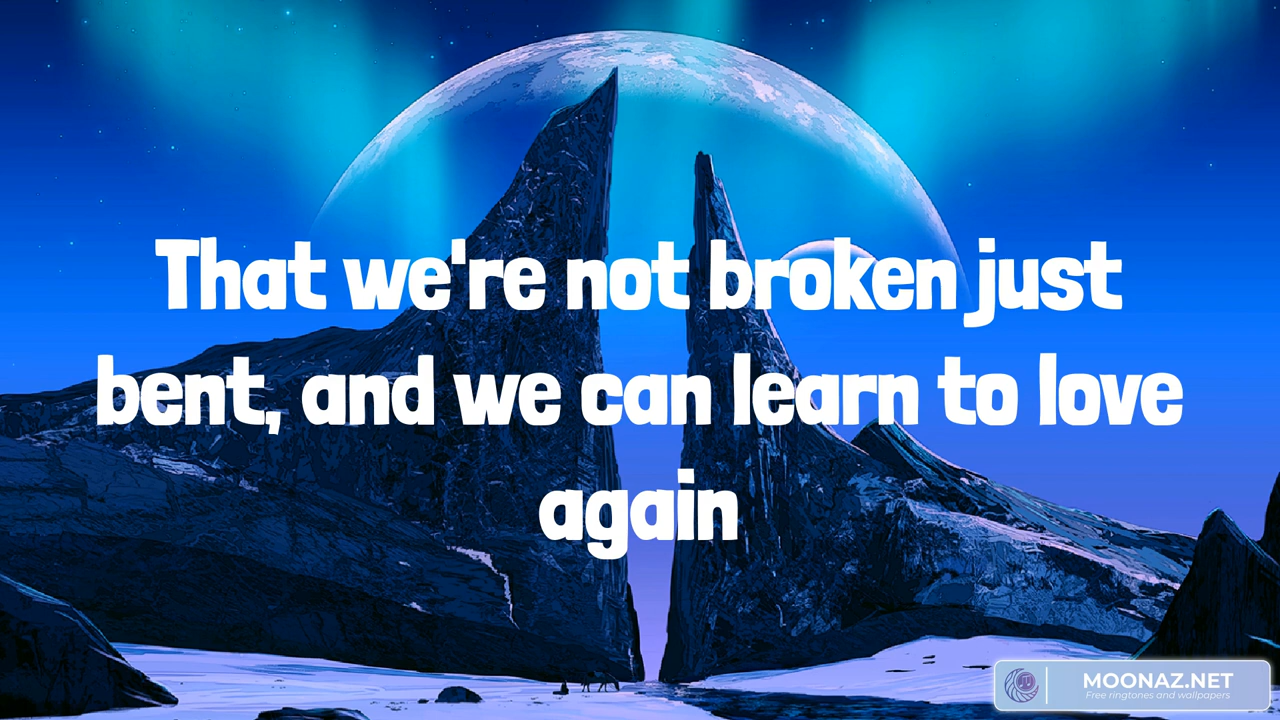 That we're not broken just
bent, and we can learn to love
again
MOONAZ.NET
Free ringtones and wallpapers